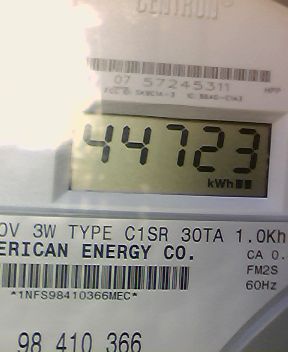 CENTRON®
07 57245311
44723
kWh
0V 3W TYPE C1SR 30TA 1.0Kh
ERICAN ENERGY CO.
CA 0.
FM2S
*1NFS98410366MEC*
60Hz
98 410 366